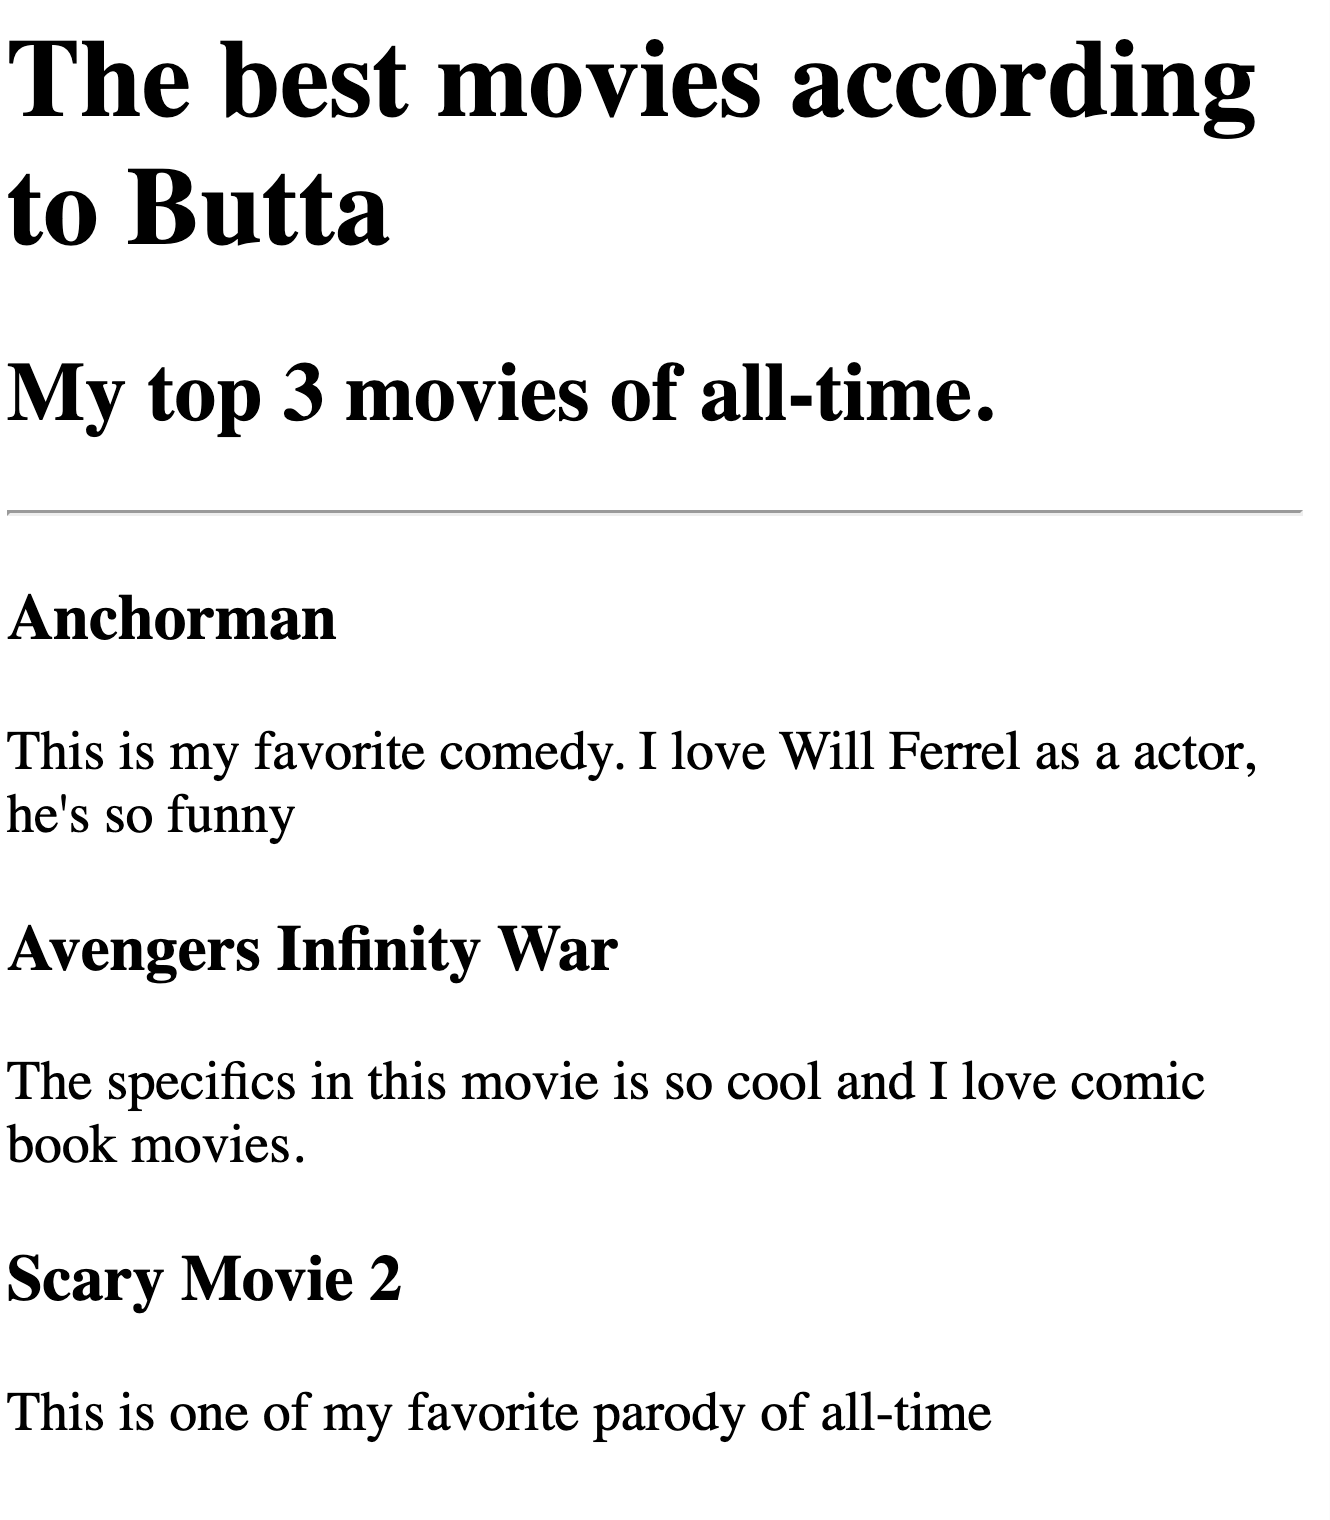 The best movies according
to Butta
My top 3 movies of all-time.
Anchorman
This is my favorite comedy. I love Will Ferrel as a actor,
he's so funny
Avengers Infinity War
The specifics in this movie is so cool and I love comic
book movies.
Scary Movie 2
This is one of my favorite parody of all-time